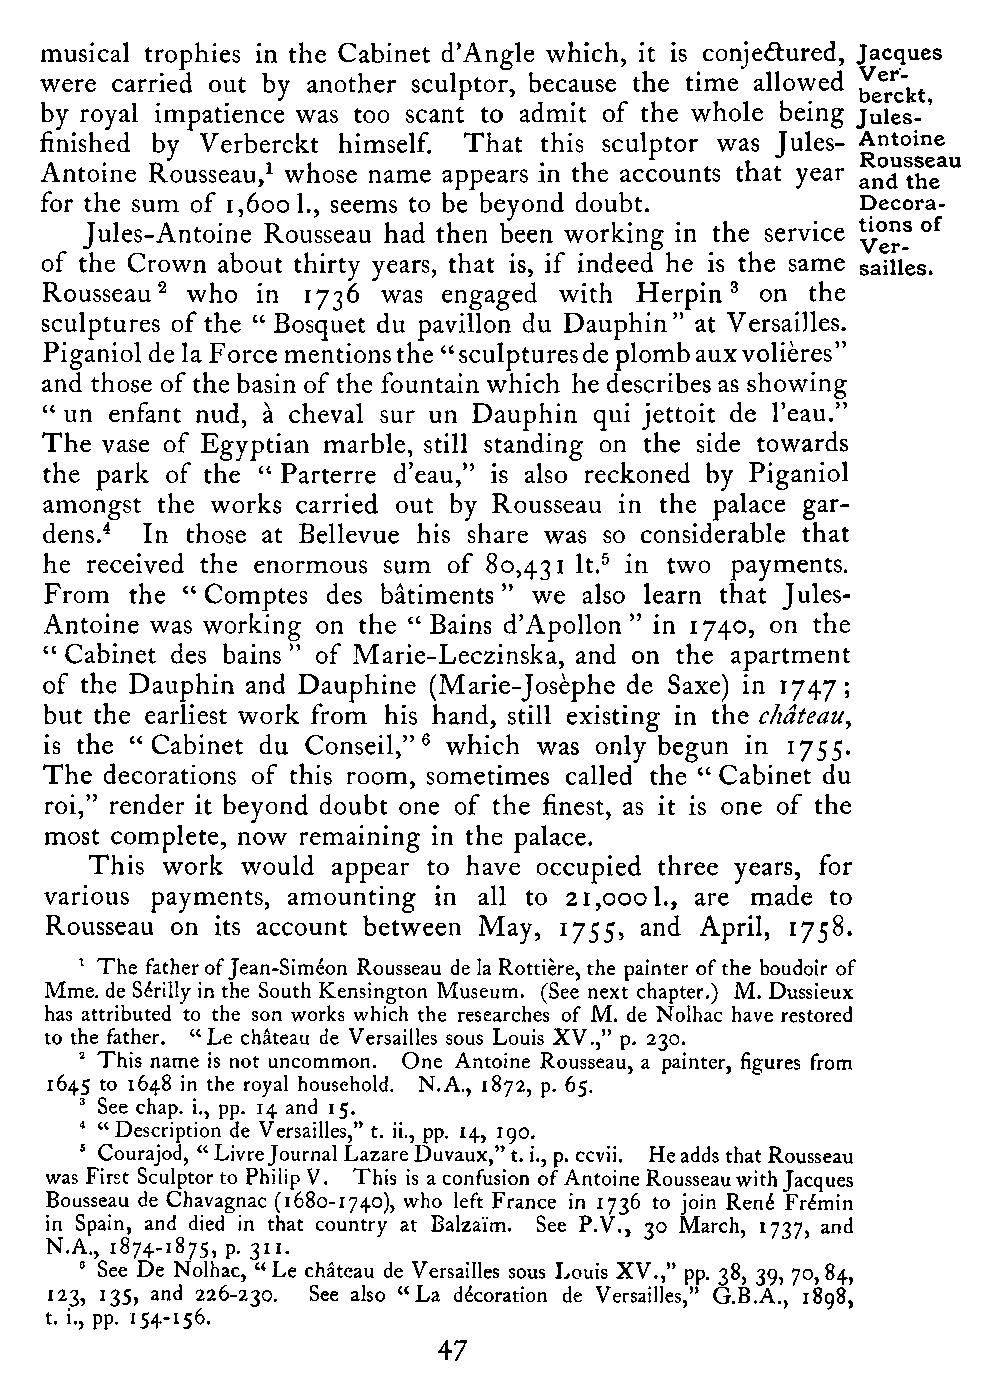 musical trophies in the Cabinet d'Angle which, it is conjectured,
were carried out by another sculptor, because the time allowed
by royal impatience was too scant to admit of the whole being
finished by Verberckt himself. That this sculptor was Jules-
Antoine Rousseau,¹ whose name appears in the accounts that year
for the sum of 1,600 l., seems to be beyond doubt.
Jacques
Ver-
berckt,
Jules-
Antoine
Rousseau
and the
Decora-
tions of
Ver-
sailles.
Jules-Antoine Rousseau had then been working in the service
of the Crown about thirty years, that is, if indeed he is the same
Rousseau² who in 1736 was engaged with Herpin³ on the
sculptures of the “Bosquet du pavillon du Dauphin” at Versailles.
Piganiol de la Force mentions the “sculptures de plomb aux volières”
and those of the basin of the fountain which he describes as showing
“un enfant nud, à cheval sur un Dauphin qui jettoit de l'eau.”
The vase of Egyptian marble, still standing on the side towards
the park of the “Parterre d'eau,” is also reckoned by Piganiol
amongst the works carried out by Rousseau in the palace gar-
dens.⁴ In those at Bellevue his share was so considerable that
he received the enormous sum of 80,431 lt.⁵ in two payments.
From the “Comptes des bâtiments” we also learn that Jules-
Antoine was working on the “Bains d'Apollon” in 1740, on the
“Cabinet des bains” of Marie-Leczinska, and on the apartment
of the Dauphin and Dauphine (Marie-Josèphe de Saxe) in 1747;
but the earliest work from his hand, still existing in the château,
is the “Cabinet du Conseil,”⁶ which was only begun in 1755.
The decorations of this room, sometimes called the “Cabinet du
roi,” render it beyond doubt one of the finest, as it is one of the
most complete, now remaining in the palace.
This work would appear to have occupied three years, for
various payments, amounting in all to 21,000 l., are made to
Rousseau on its account between May, 1755, and April, 1758.
¹ The father of Jean-Siméon Rousseau de la Rottière, the painter of the boudoir of
Mme. de Sérilly in the South Kensington Museum. (See next chapter.) M. Dussieux
has attributed to the son works which the researches of M. de Nolhac have restored
to the father. “Le château de Versailles sous Louis XV.,” p. 230.
² This name is not uncommon. One Antoine Rousseau, a painter, figures from
1645 to 1648 in the royal household. N.A., 1872, p. 65.
³ See chap. i., pp. 14 and 15.
⁴ “Description de Versailles,” t. ii., pp. 14, 190.
⁵ Courajod, “Livre Journal Lazare Duvaux,” t. i., p. ccvii. He adds that Rousseau
was First Sculptor to Philip V. This is a confusion of Antoine Rousseau with Jacques
Bousseau de Chavagnac (1680-1740), who left France in 1736 to join René Frémin
in Spain, and died in that country at Balzaïm. See P.V., 30 March, 1737, and
N.A., 1874-1875, p. 311.
⁶ See De Nolhac, “Le château de Versailles sous Louis XV.,” pp. 38, 39, 70, 84,
123, 135, and 226-230. See also “La décoration de Versailles,” G.B.A., 1898,
t. i., pp. 154-156.
47